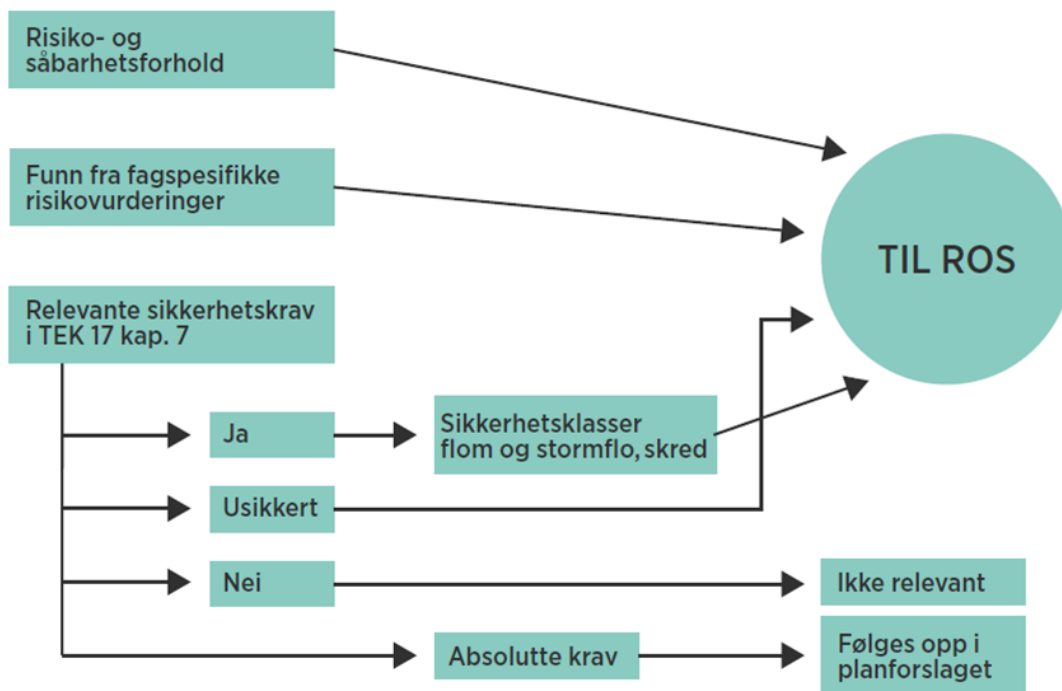 Risiko- og
såbarhetsforhold
Funn fra fagspesifikke
risikovurderinger
TIL ROS
Relevante sikkerhetskrav
i TEK 17 kap. 7
Ja
Sikkerhetsklasser
flom og stormflo, skred
Usikkert
Nei
Ikke relevant
Absolutte krav
Følges opp i
planforslaget